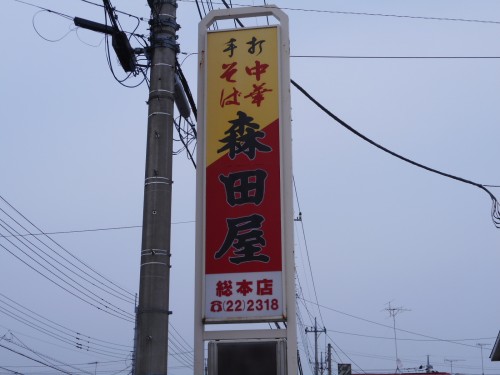 手打
中華
そば
森田屋
総本店
☎(22)2318